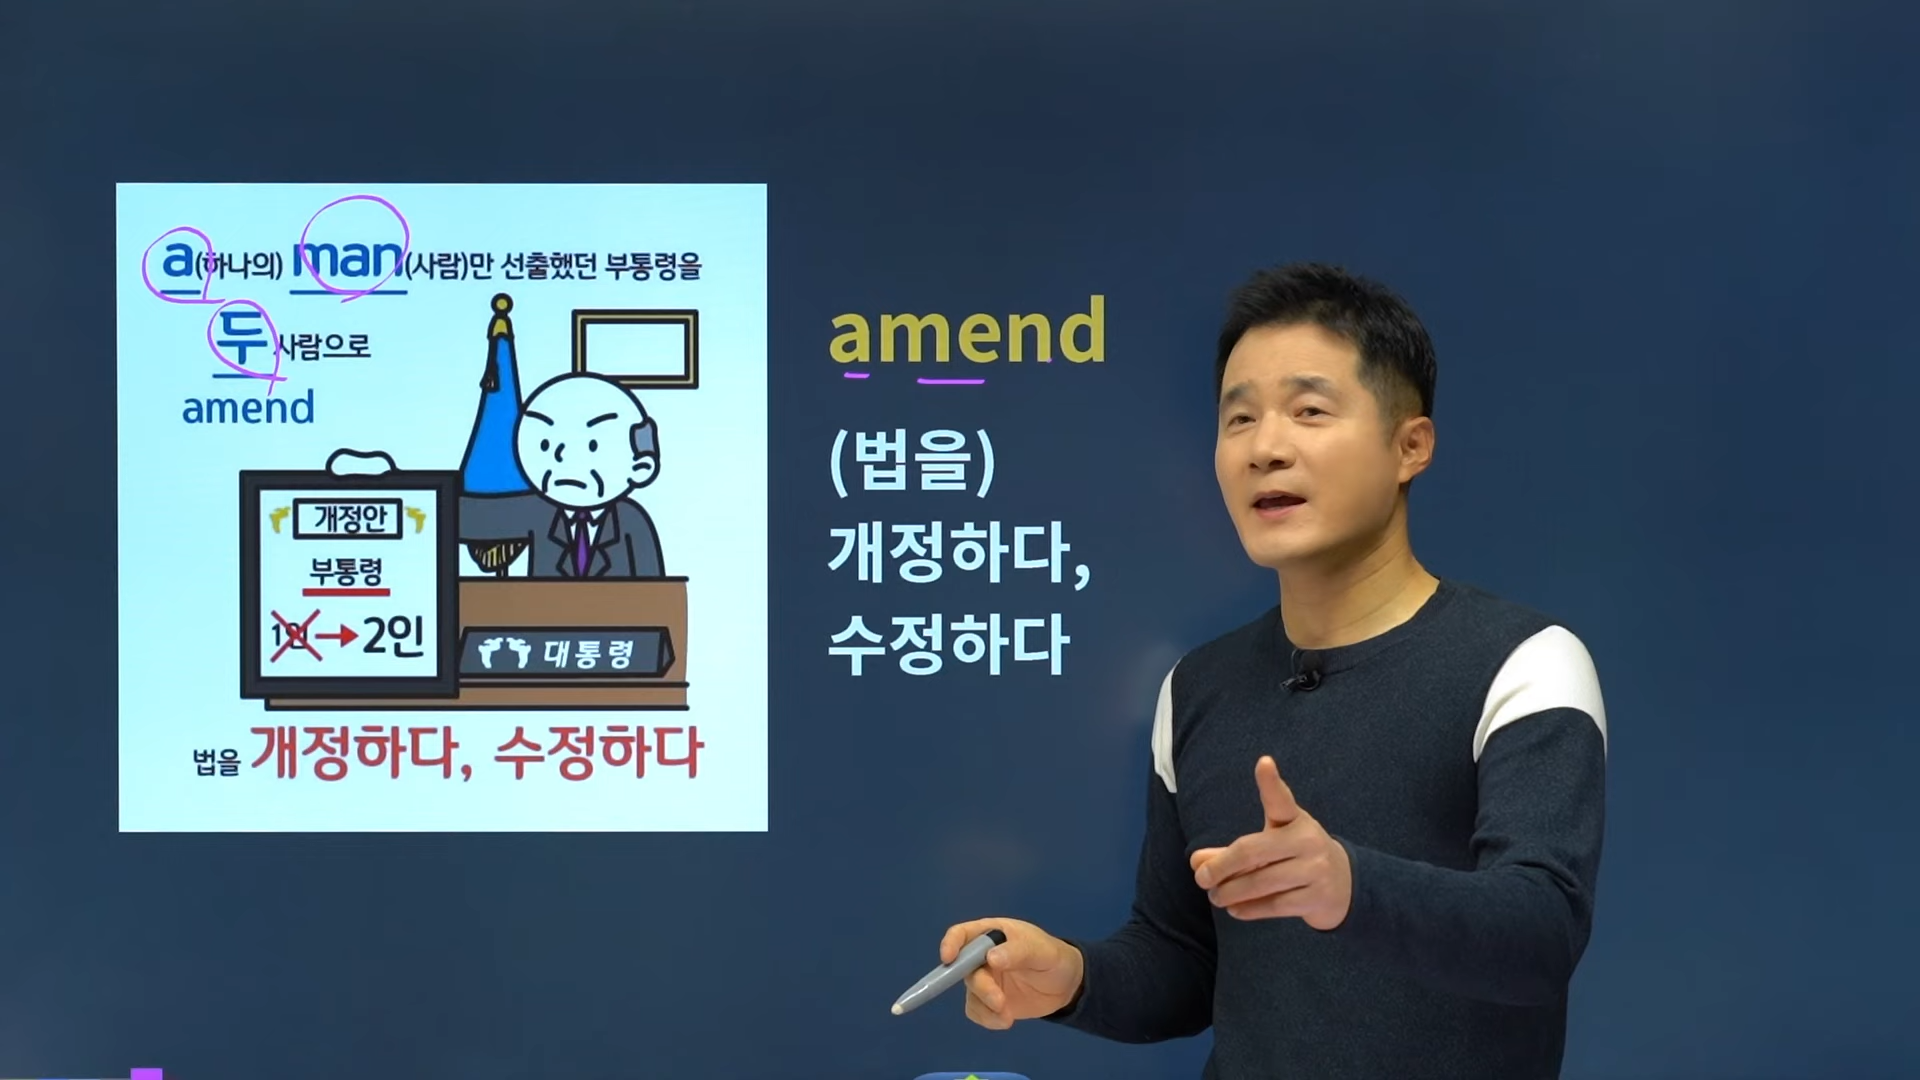 a(하나의) man(사람)만 선출했던 부통령을
두 사람으로
amend
개정안
부통령
1인→2인
대통령
법을 개정하다, 수정하다
amend
(법을)
개정하다,
수정하다